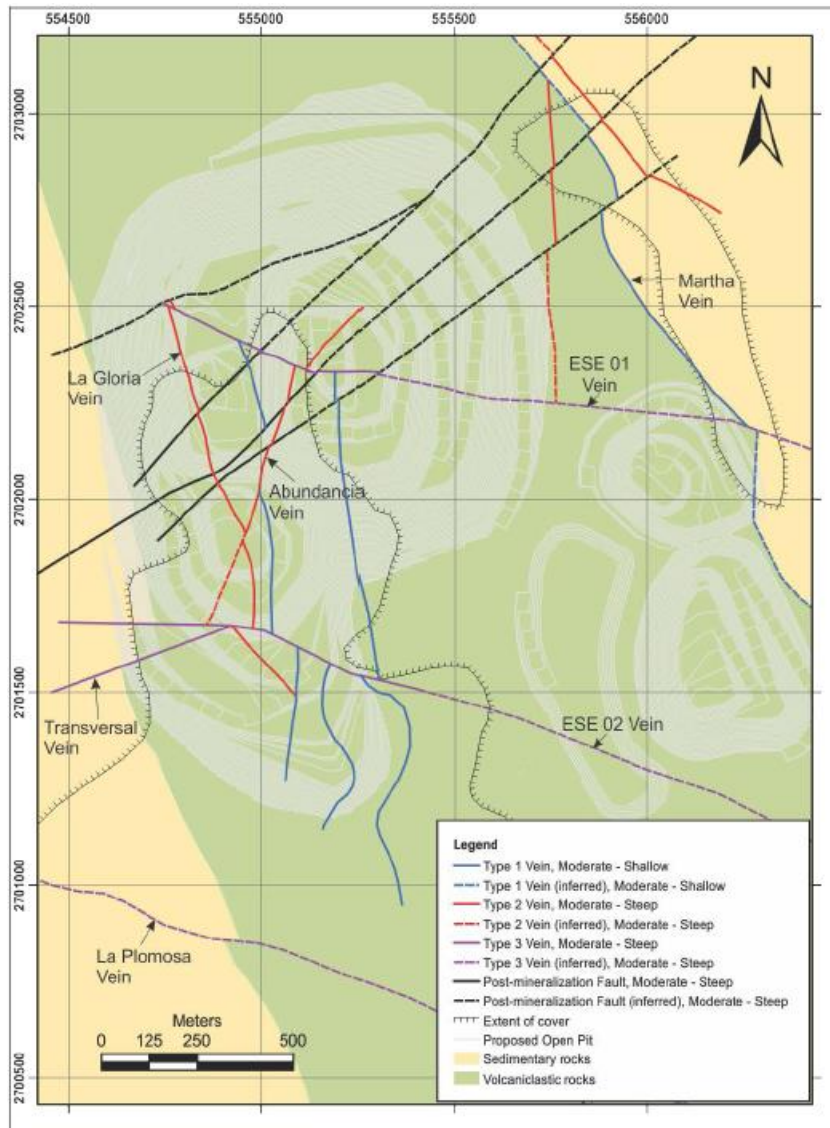 554500
555000
555500
556000
2703000
N
Martha
Vein
2702500
La Gloria
Vein
ESE 01
Vein
Abundancia
Vein
2702000
2701500
Transversal
Vein
ESE 02 Vein
2701000
La Plomosa
Vein
Meters
0 125 250 500
2700500
Legend
Type 1 Vein, Moderate - Shallow
Type 1 Vein (inferred), Moderate - Shallow
Type 2 Vein, Moderate - Steep
Type 2 Vein (inferred), Moderate - Steep
Type 3 Vein, Moderate - Steep
Type 3 Vein (inferred), Moderate - Steep
Post-mineralization Fault, Moderate - Steep
Post-mineralization Fault (inferred), Moderate - Steep
Extent of cover
Proposed Open Pit
Sedimentary rocks
Volcaniclastic rocks